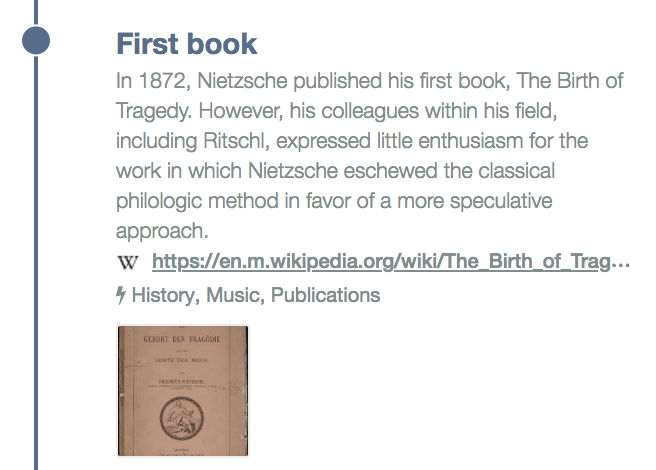 First book
In 1872, Nietzsche published his first book, The Birth of
Tragedy. However, his colleagues within his field,
including Ritschl, expressed little enthusiasm for the
work in which Nietzsche eschewed the classical
philologic method in favor of a more speculative
approach.
W https://en.m.wikipedia.org/wiki/The_Birth_of_Trag...
History, Music, Publications
GEBURT DER TRAGÖDIE
GEISTE DER MUSIK.
FRIEDRICH NIETZSCHE,
LEIPZIG